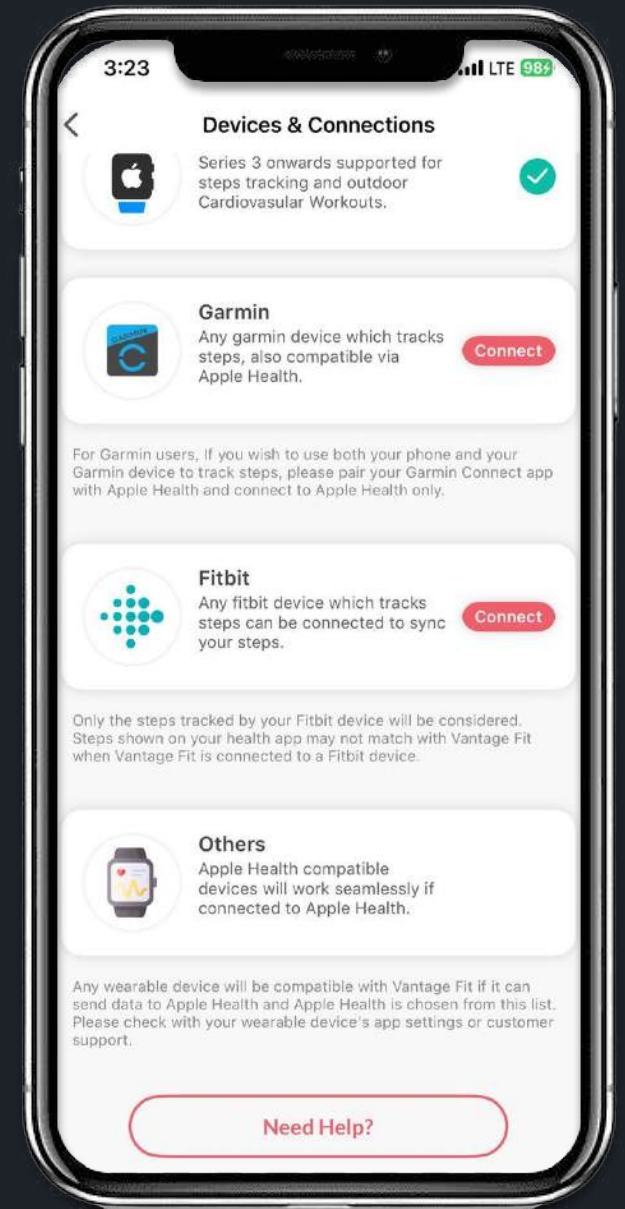 3:23
LTE 98
Devices & Connections
Series 3 onwards supported for
steps tracking and outdoor
Cardiovasular Workouts.
GARMIN
Garmin
Any garmin device which tracks
steps, also compatible via
Apple Health.
Connect
For Garmin users, If you wish to use both your phone and your
Garmin device to track steps, please pair your Garmin Connect app
with Apple Health and connect to Apple Health only.
Fitbit
Any fitbit device which tracks
steps can be connected to sync
your steps.
Connect
Only the steps tracked by your Fitbit device will be considered.
Steps shown on your health app may not match with Vantage Fit
when Vantage Fit is connected to a Fitbit device.
Others
Apple Health compatible
devices will work seamlessly if
connected to Apple Health.
Any wearable device will be compatible with Vantage Fit if it can
send data to Apple Health and Apple Health is chosen from this list.
Please check with your wearable device's app settings or customer
support.
Need Help?